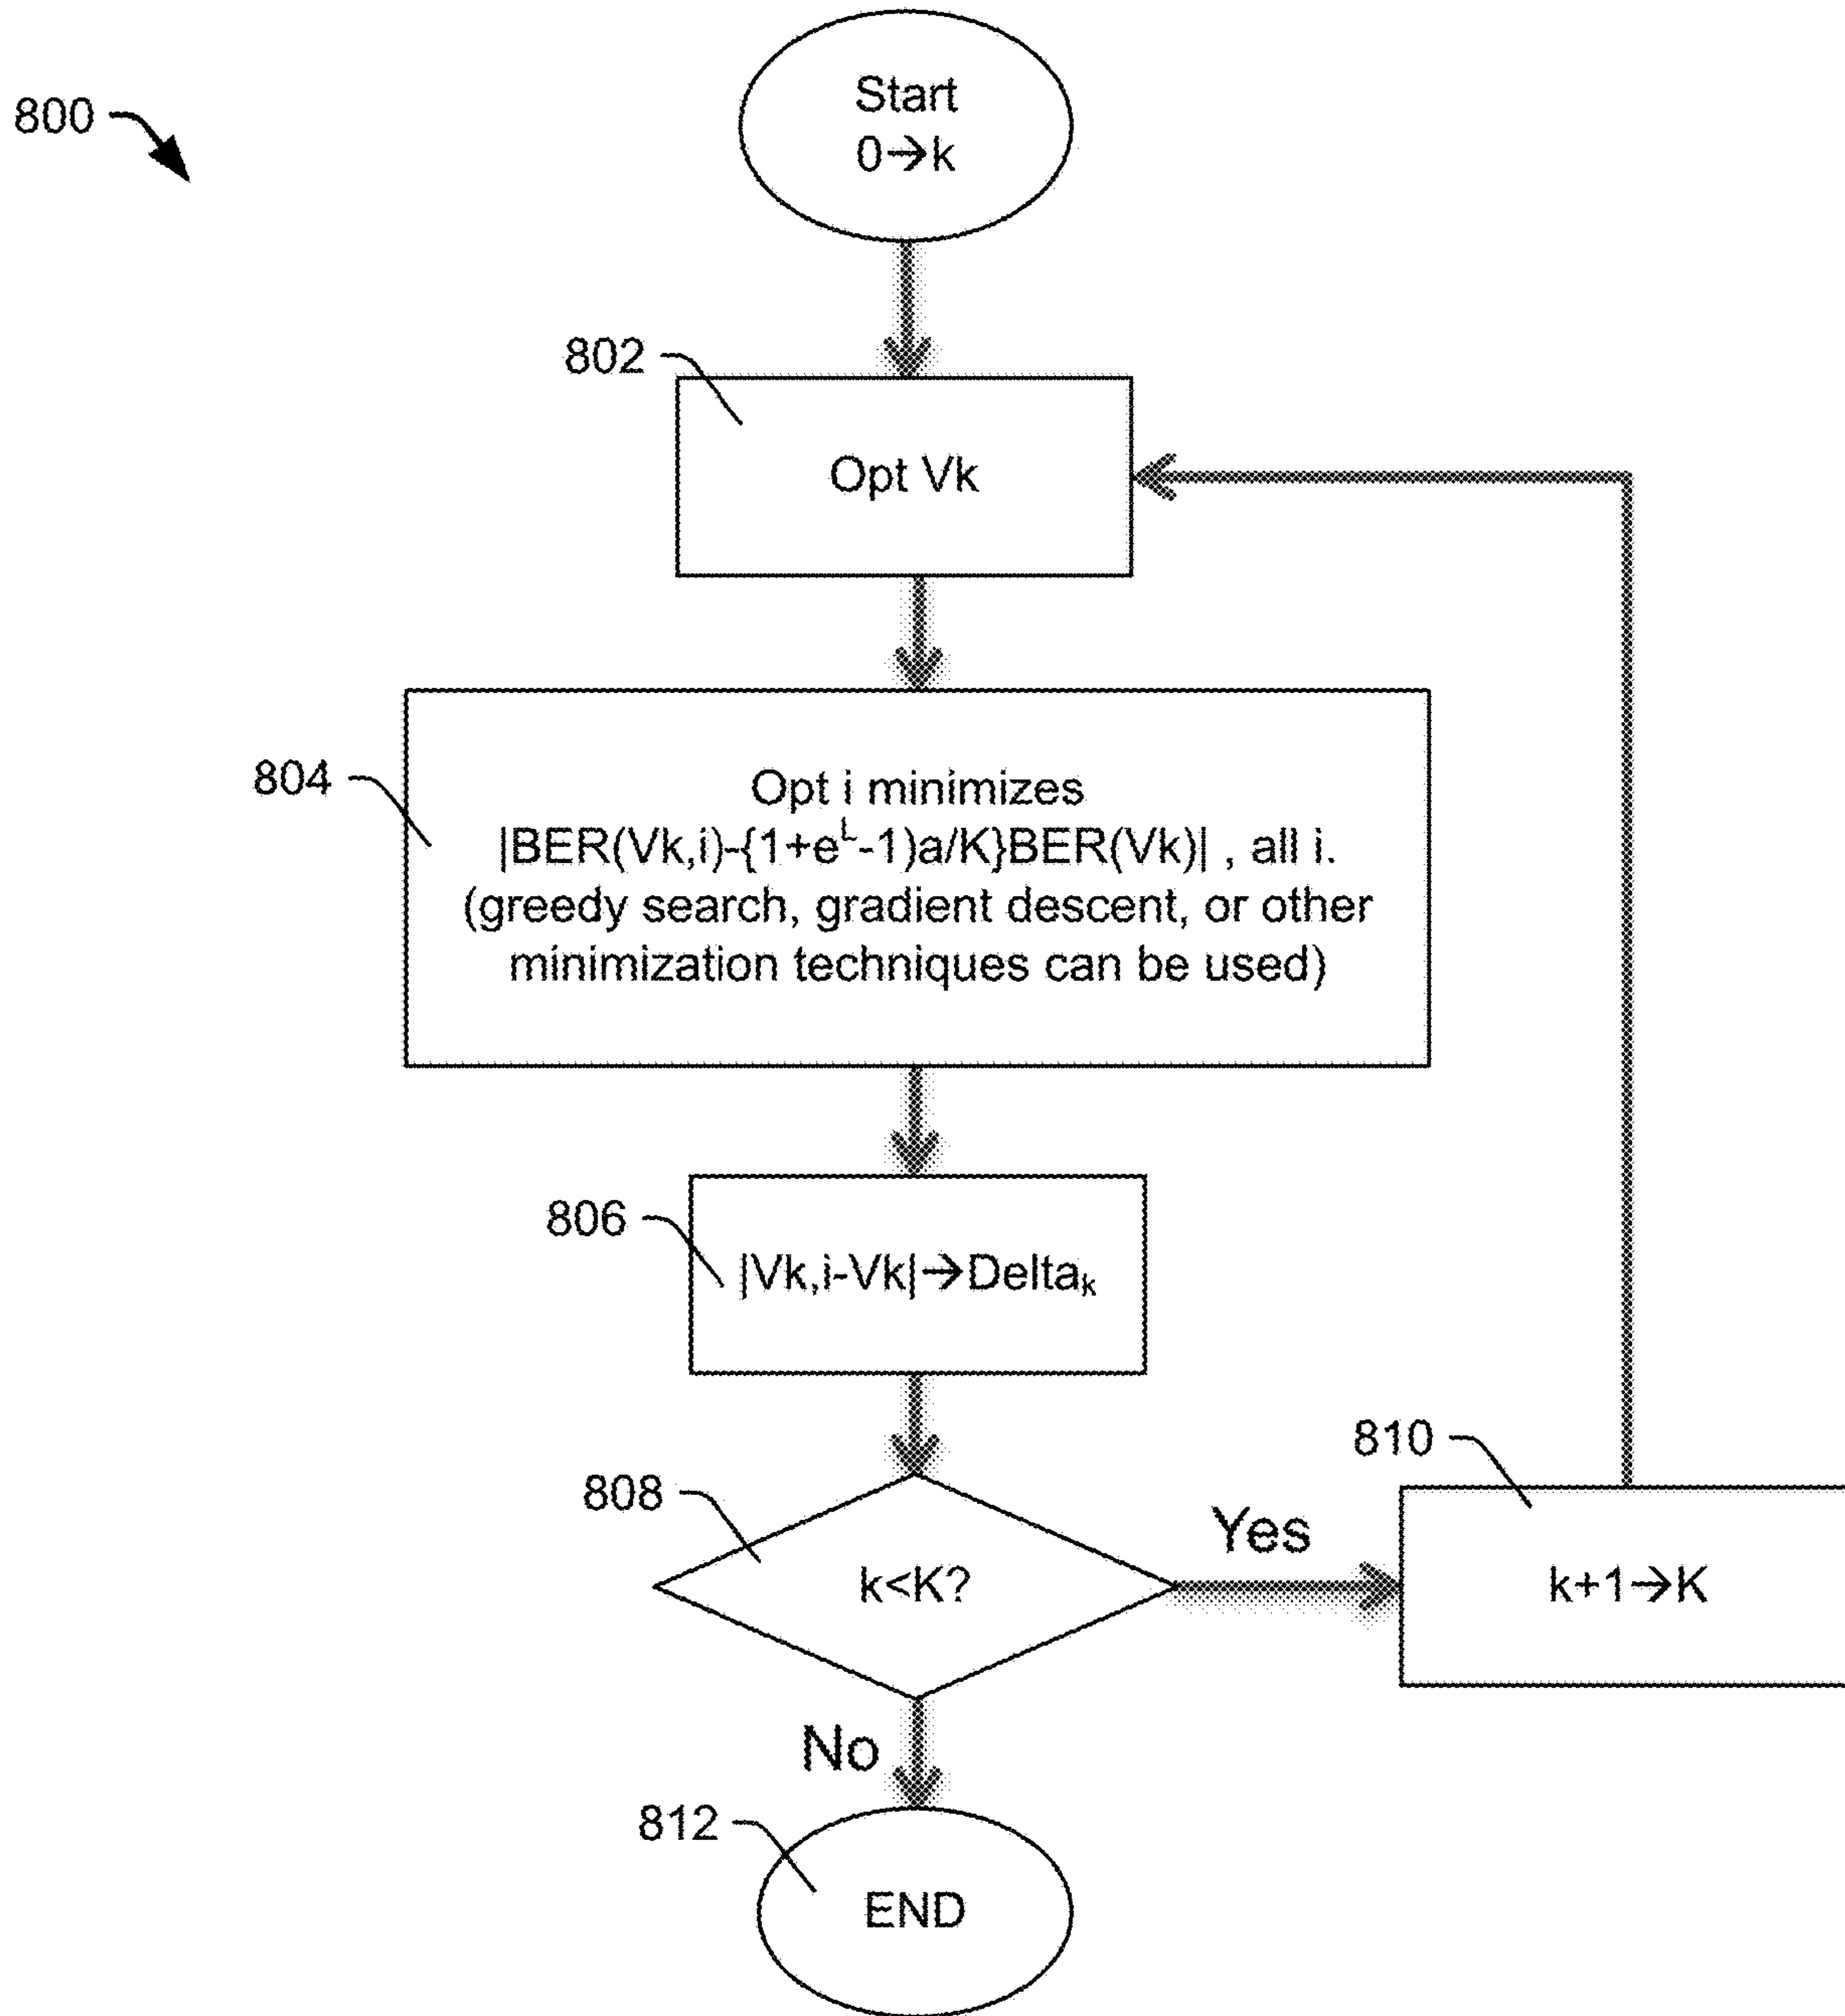 800
Start
0→k
802
Opt Vk
804
Opt i minimizes
|BER(Vk,i)-{1+e^L-1)a/K}BER(Vk)| , all i.
(greedy search, gradient descent, or other
minimization techniques can be used)
806
|Vk,i-Vk|→Deltaₖ
808
k<K?
Yes
810
k+1→K
No
812
END